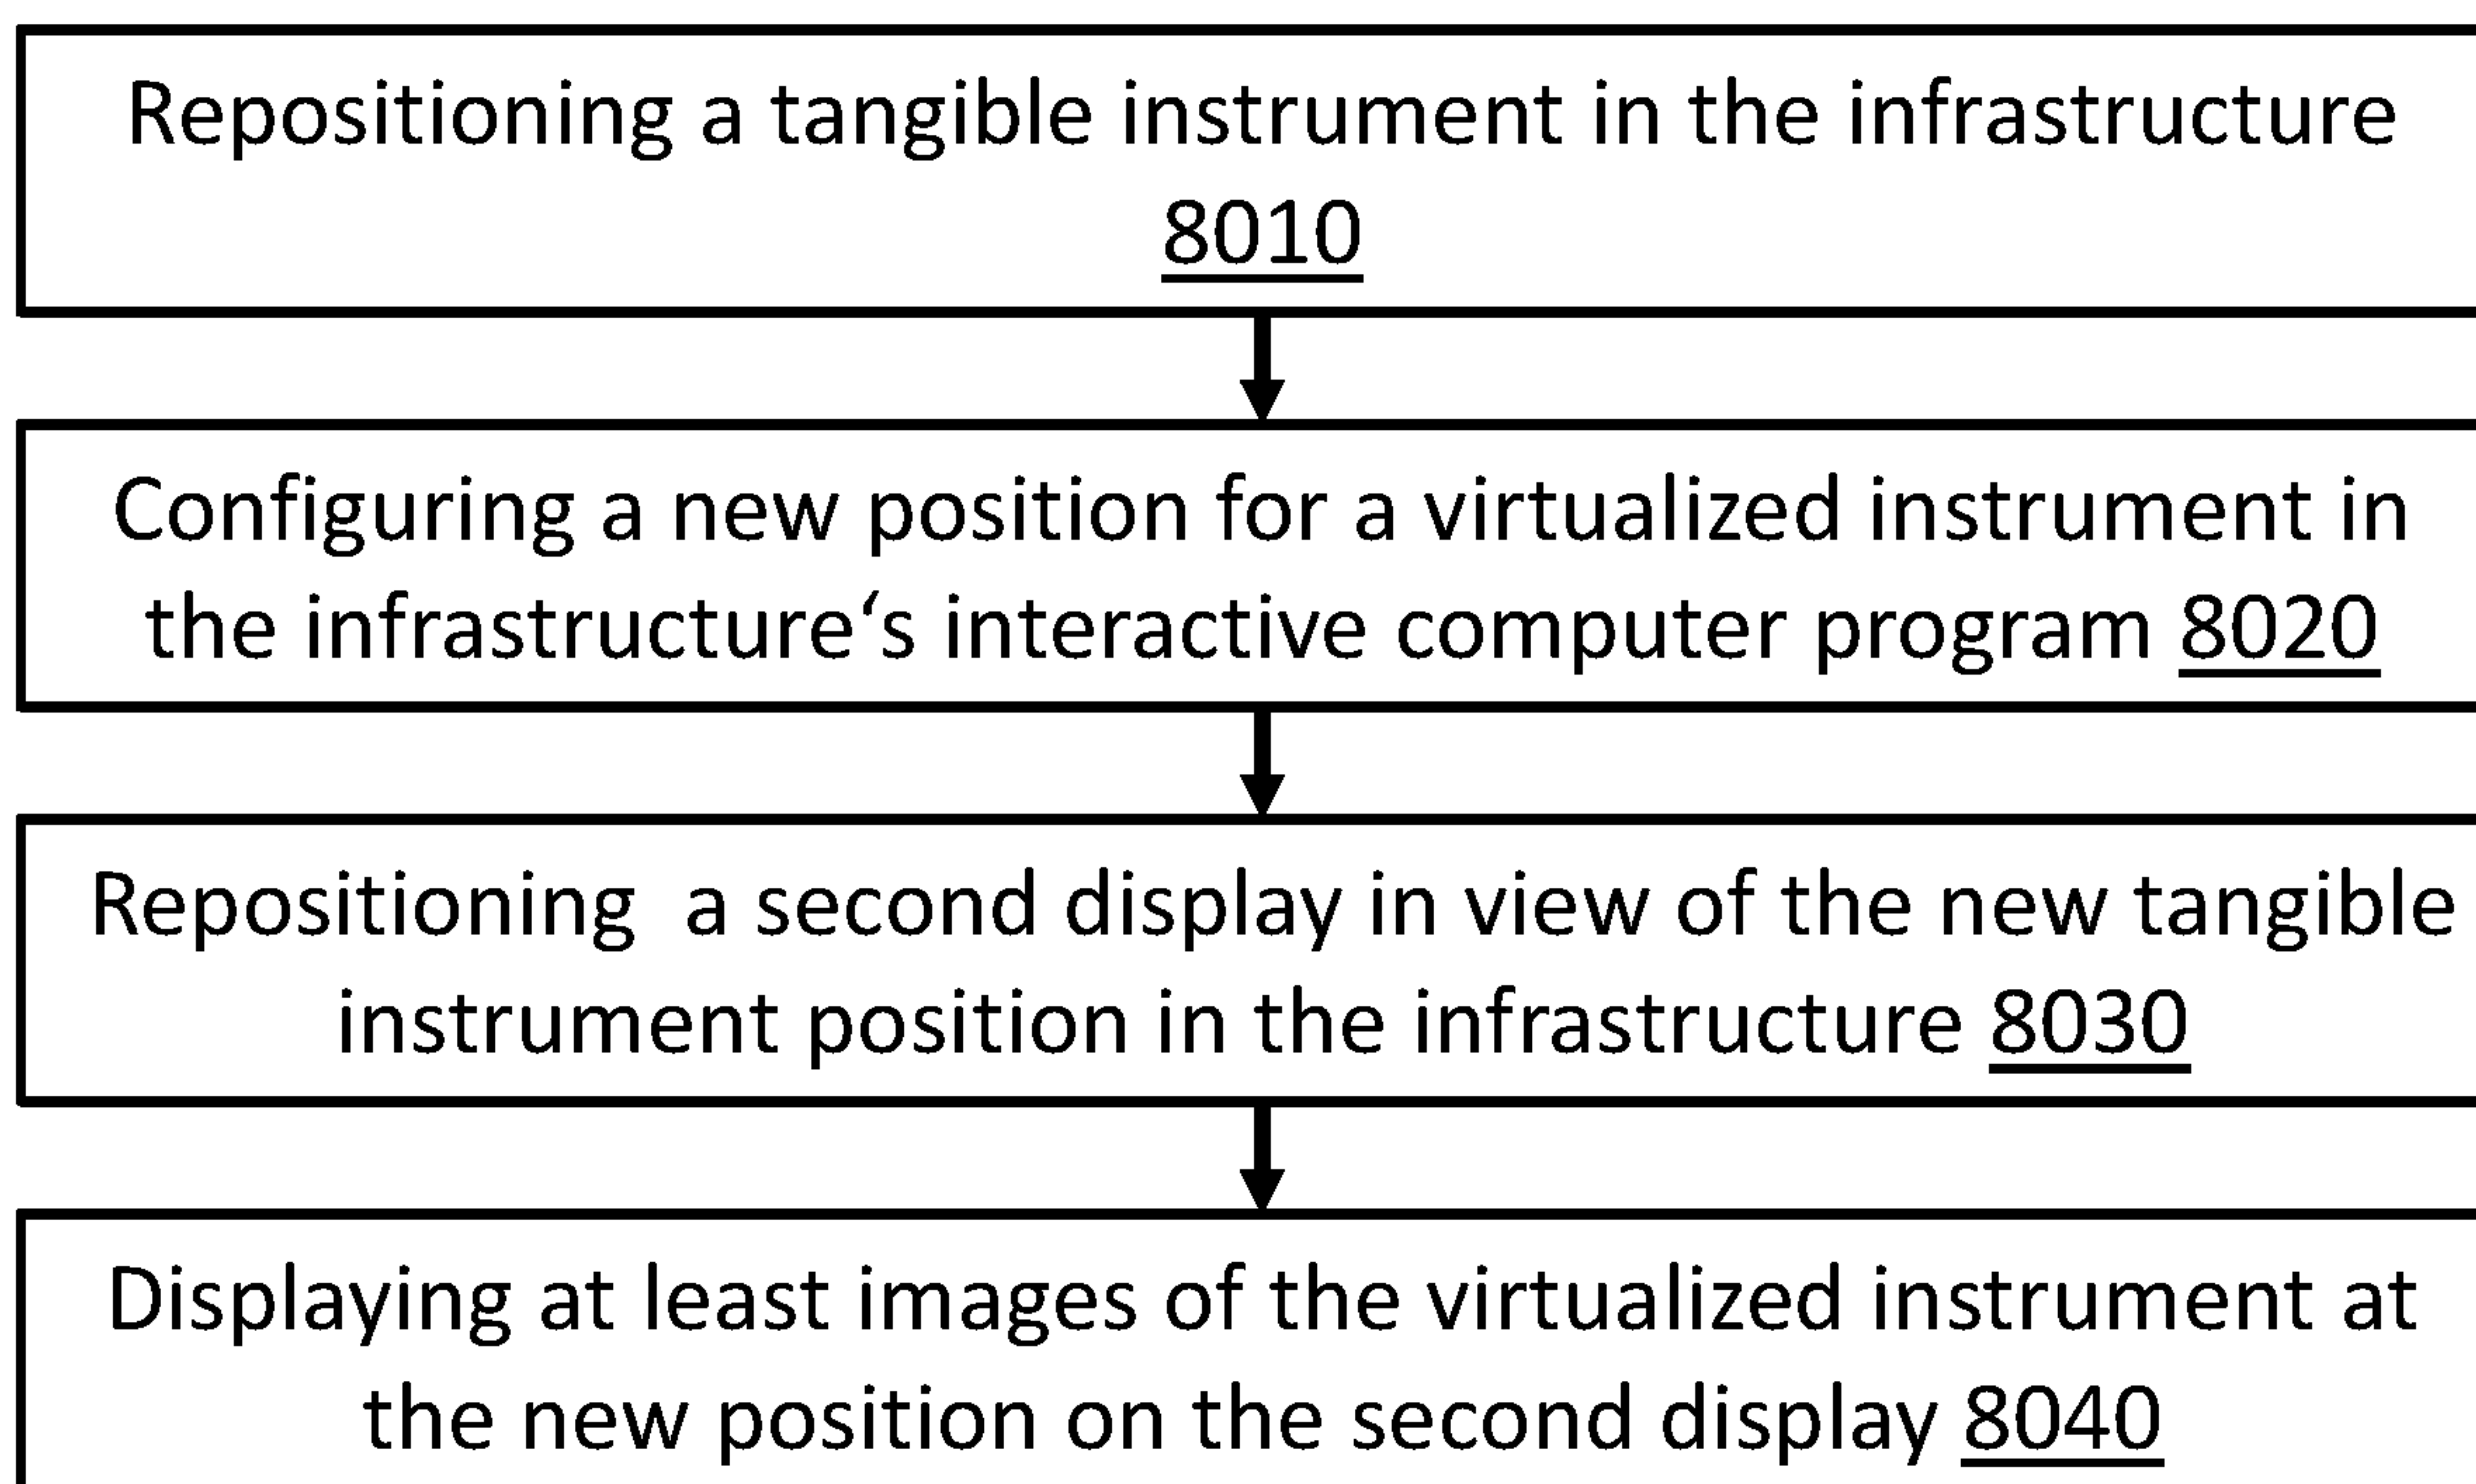 Repositioning a tangible instrument in the infrastructure
8010
Configuring a new position for a virtualized instrument in
the infrastructure‘s interactive computer program 8020
Repositioning  a second display in view of the new tangible
instrument position in the infrastructure 8030
Displaying at least images of the virtualized instrument at
the new position on the second display 8040